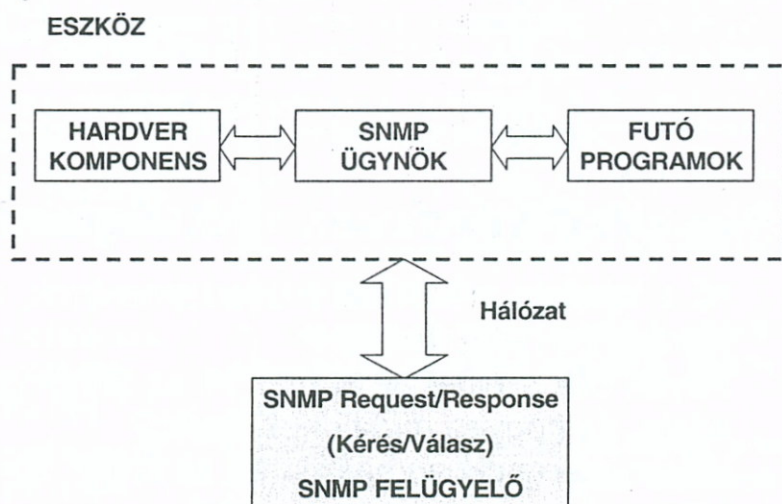 ESZKÖZ
HARDVER
KOMPONENS
SNMP
ÜGYNÖK
FUTÓ
PROGRAMOK
Hálózat
SNMP Request/Response
(Kérés/Válasz)
SNMP FELÜGYELŐ